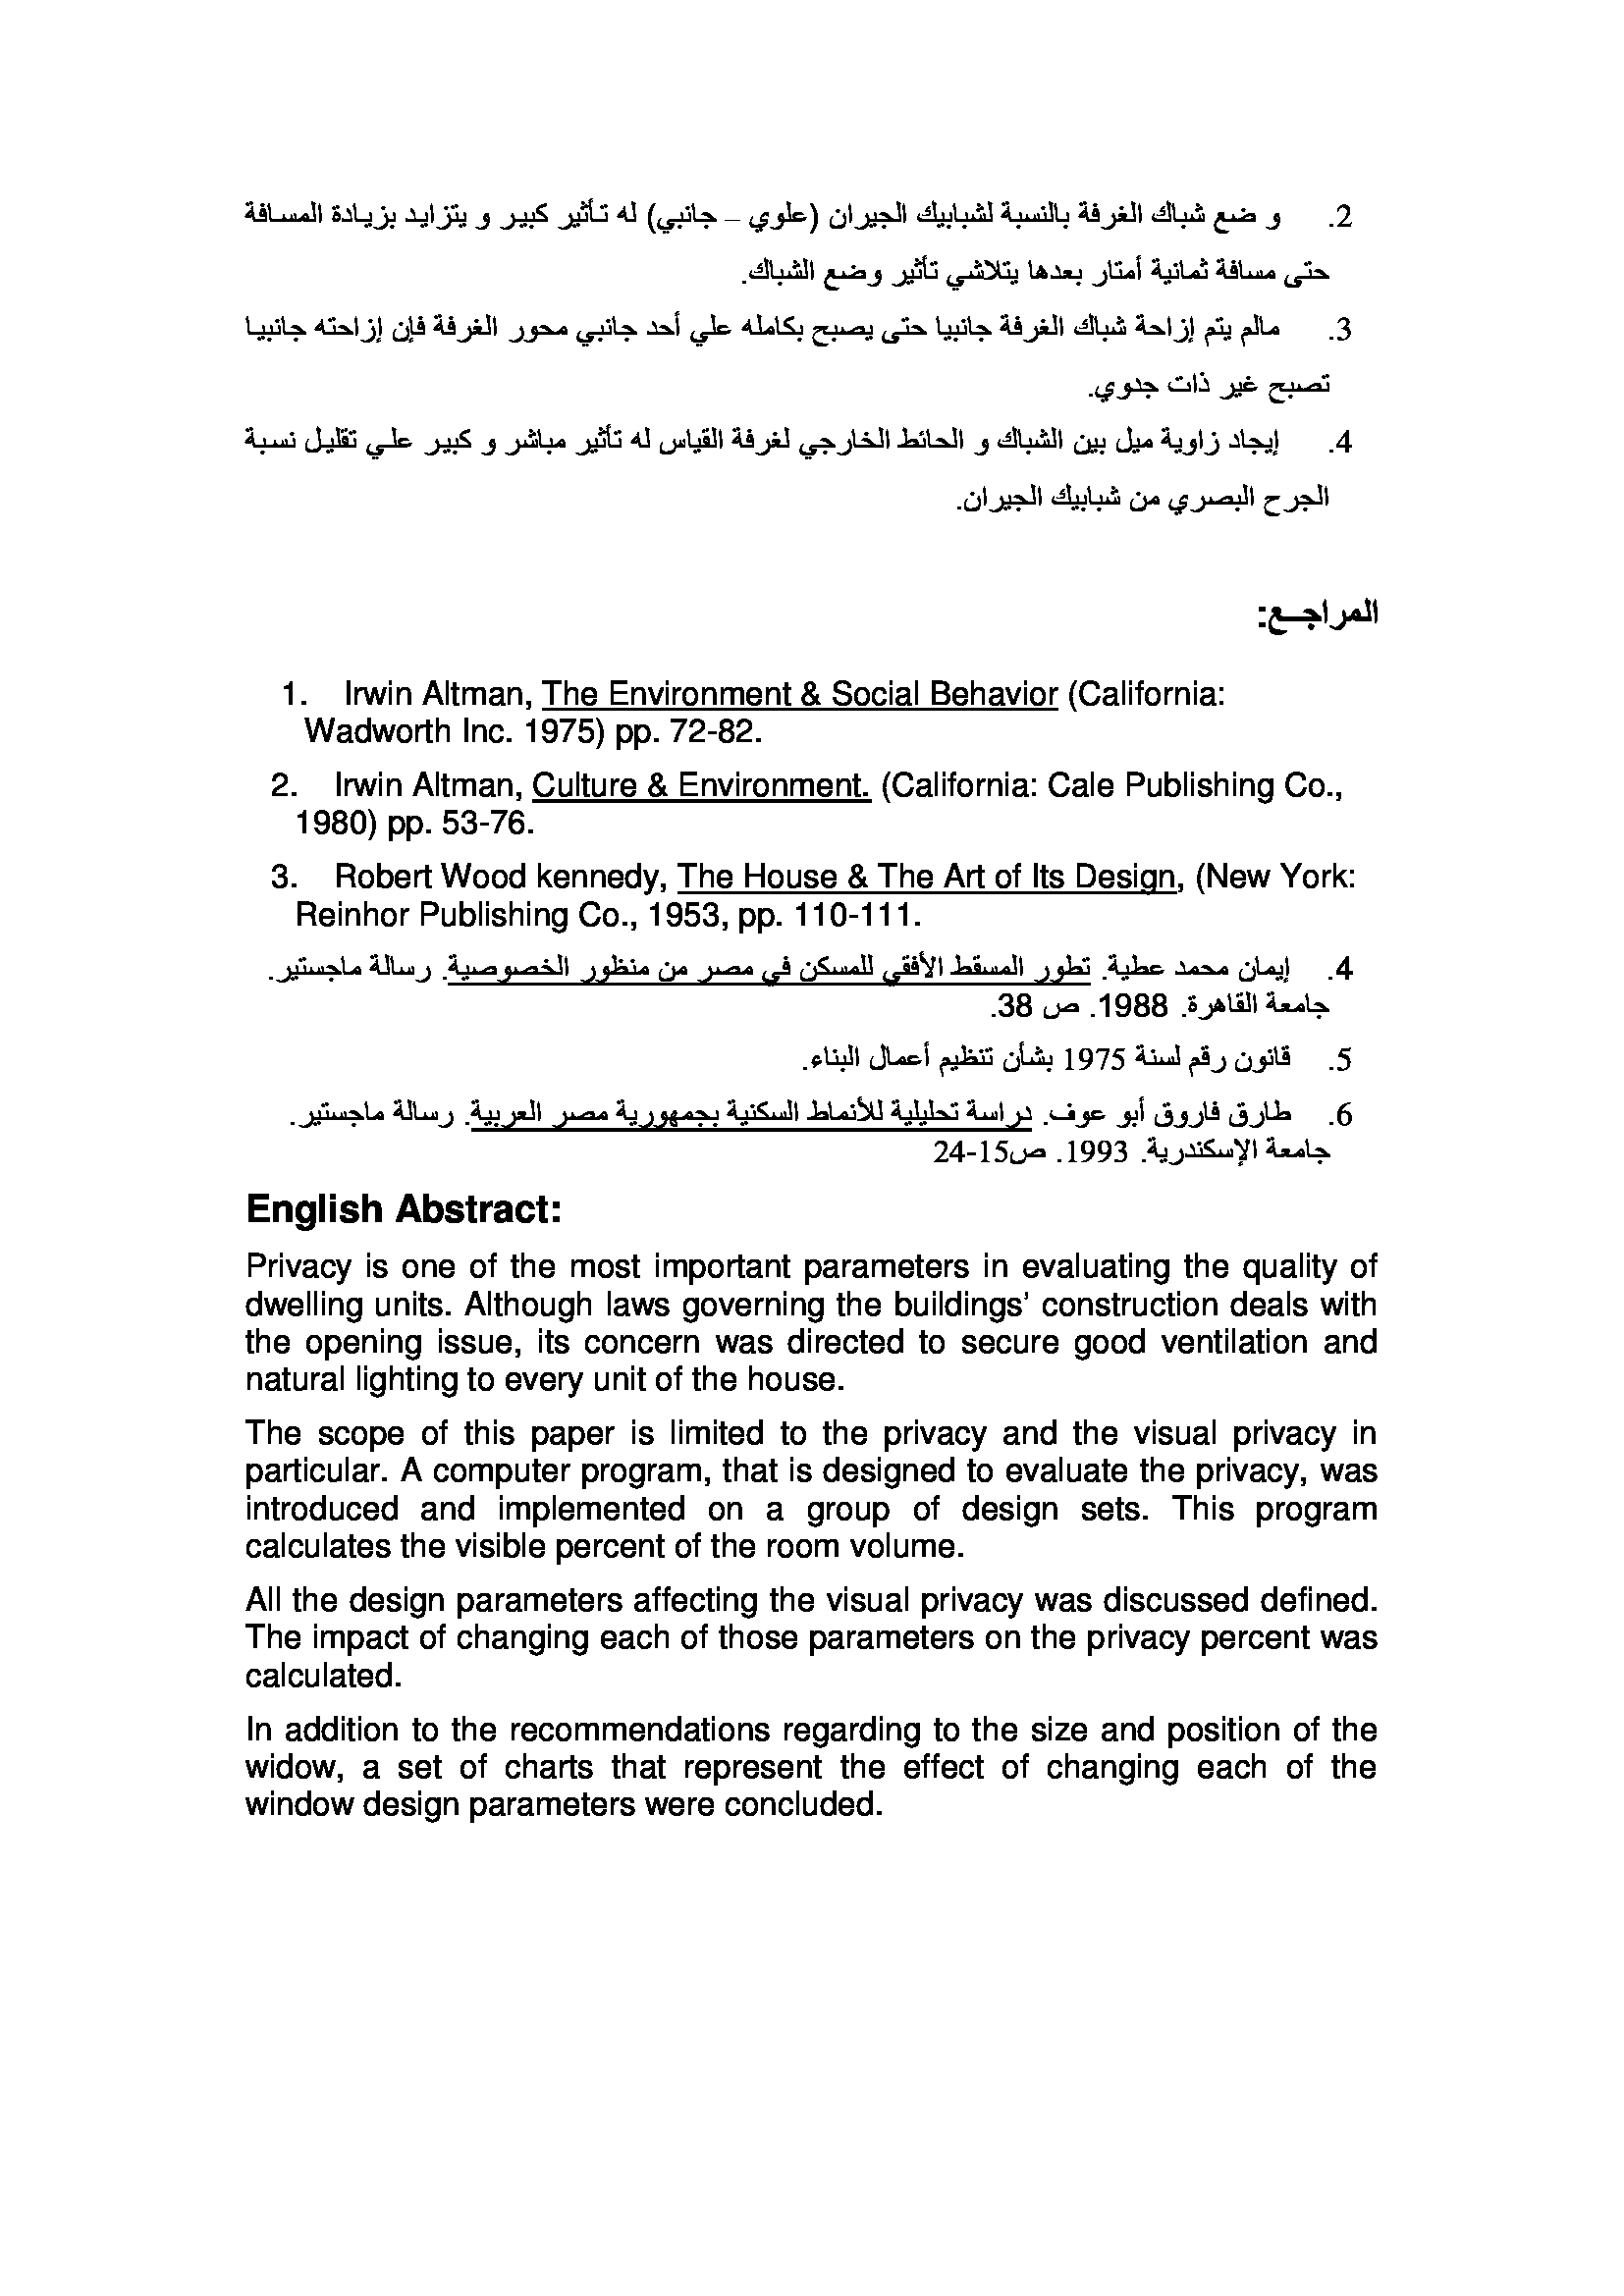 2. و ضع شباك الغرفة بالنسبة لشبابيك الجيران (علوي – جانبي) له تأثير كبير و يتزايد بزيادة المسافة
حتى مسافة ثمانية أمتار بعدها يتلاشي تأثير وضع الشباك.
3. مالم يتم إزاحة شباك الغرفة جانبيا حتى يصبح بكامله علي أحد جانبي محور الغرفة فإن إزاحته جانبيا
تصبح غير ذات جدوي.
4. إيجاد زاوية ميل بين الشباك و الحائط الخارجي لغرفة القياس له تأثير مباشر و كبير علي تقليل نسبة
الجرح البصري من شبابيك الجيران.
المراجـــع:
1. Irwin Altman, The Environment & Social Behavior (California:
Wadworth Inc. 1975) pp. 72-82.
2. Irwin Altman, Culture & Environment. (California: Cale Publishing Co.,
1980) pp. 53-76.
3. Robert Wood kennedy, The House & The Art of Its Design, (New York:
Reinhor Publishing Co., 1953, pp. 110-111.
4. إيمان محمد عطية. تطور المسقط الأفقي للمسكن في مصر من منظور الخصوصية. رسالة ماجستير.
جامعة القاهرة. 1988. ص 38.
5. قانون رقم لسنة 1975 بشأن تنظيم أعمال البناء.
6. طارق فاروق أبو عوف. دراسة تحليلية للأنماط السكنية بجمهورية مصر العربية. رسالة ماجستير.
جامعة الإسكندرية. 1993. ص15-24
English Abstract:
Privacy is one of the most important parameters in evaluating the quality of
dwelling units. Although laws governing the buildings’ construction deals with
the opening issue, its concern was directed to secure good ventilation and
natural lighting to every unit of the house.
The scope of this paper is limited to the privacy and the visual privacy in
particular. A computer program, that is designed to evaluate the privacy, was
introduced and implemented on a group of design sets. This program
calculates the visible percent of the room volume.
All the design parameters affecting the visual privacy was discussed defined.
The impact of changing each of those parameters on the privacy percent was
calculated.
In addition to the recommendations regarding to the size and position of the
widow, a set of charts that represent the effect of changing each of the
window design parameters were concluded.